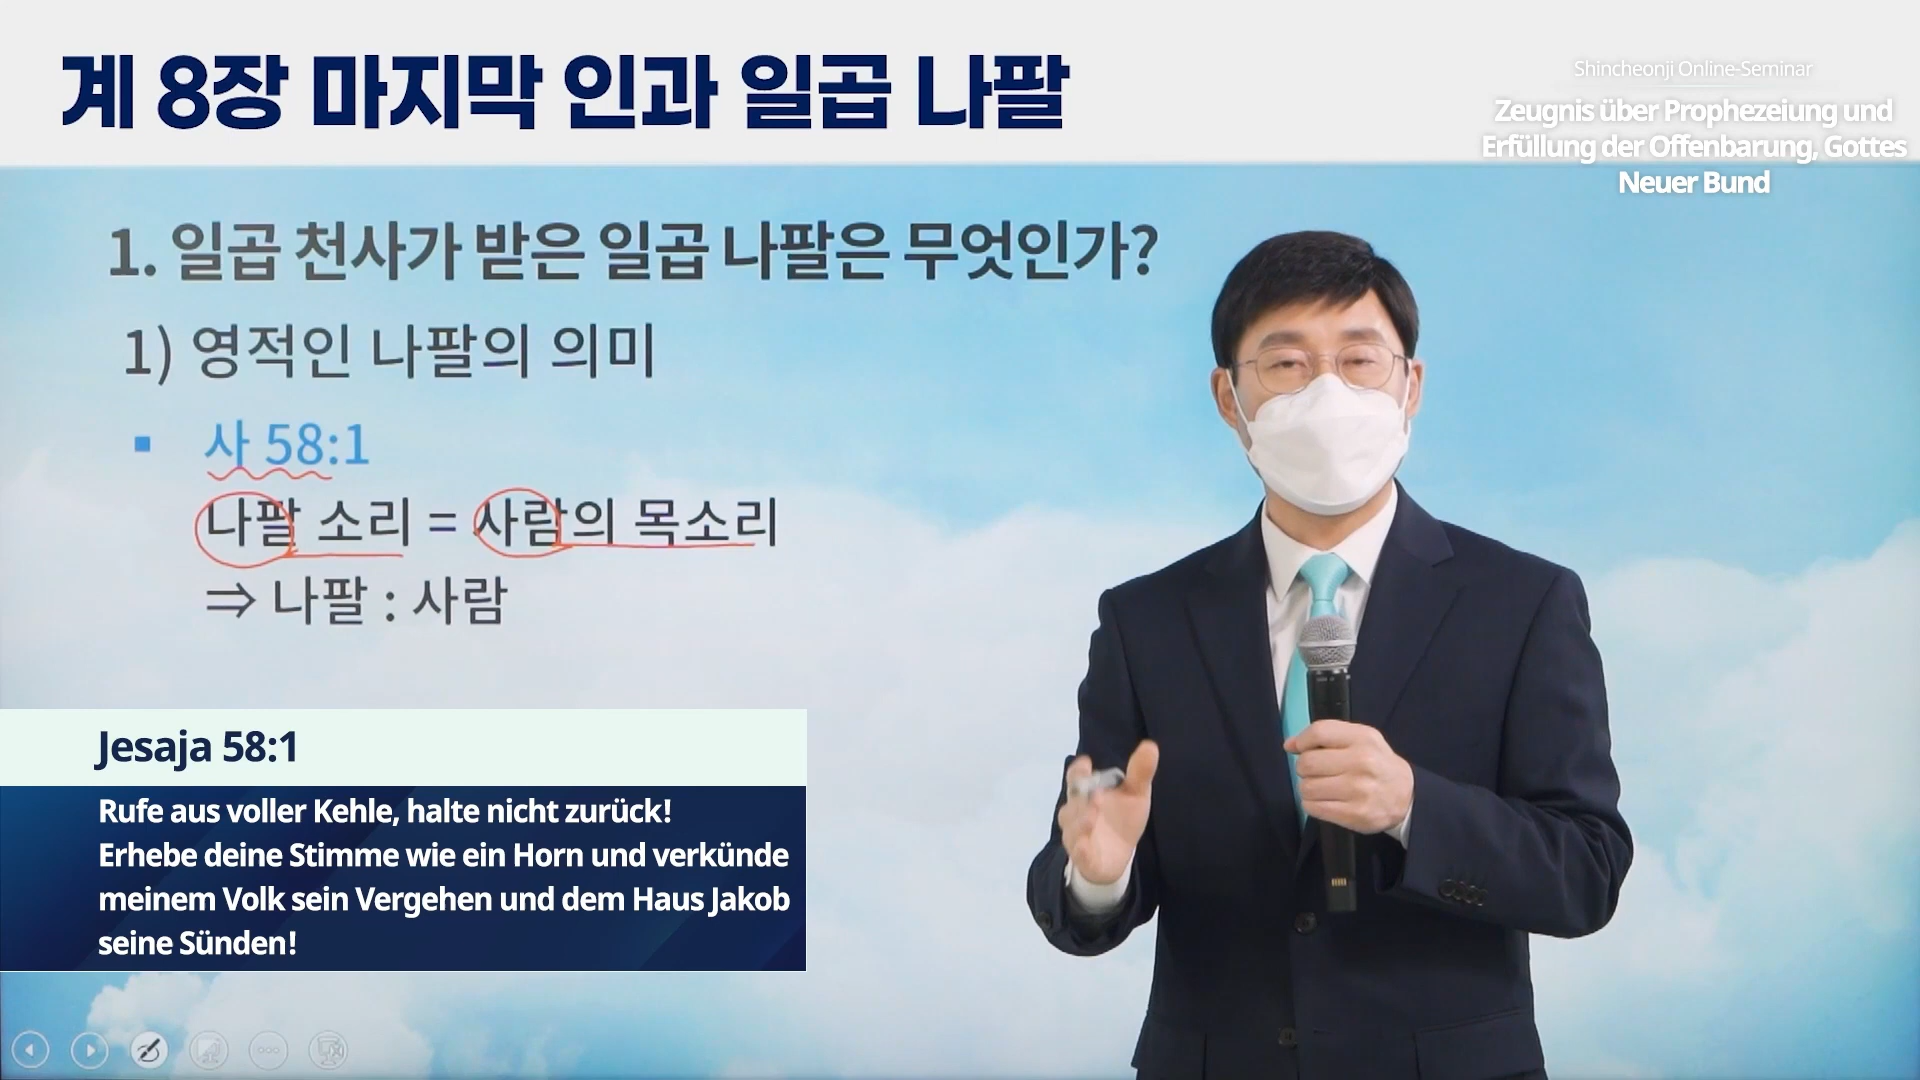 계 8장 마지막 인과 일곱 나팔
Shincheonji Online-Seminar
Zeugnis über Prophezeiung und
Erfüllung der Offenbarung, Gottes
Neuer Bund
1. 일곱 천사가 받은 일곱 나팔은 무엇인가?
1) 영적인 나팔의 의미
▪ 사 58:1
나팔 소리 = 사람의 목소리
⇒ 나팔 : 사람
Jesaja 58:1
Rufe aus voller Kehle, halte nicht zurück!
Erhebe deine Stimme wie ein Horn und verkünde
meinem Volk sein Vergehen und dem Haus Jakob
seine Sünden!